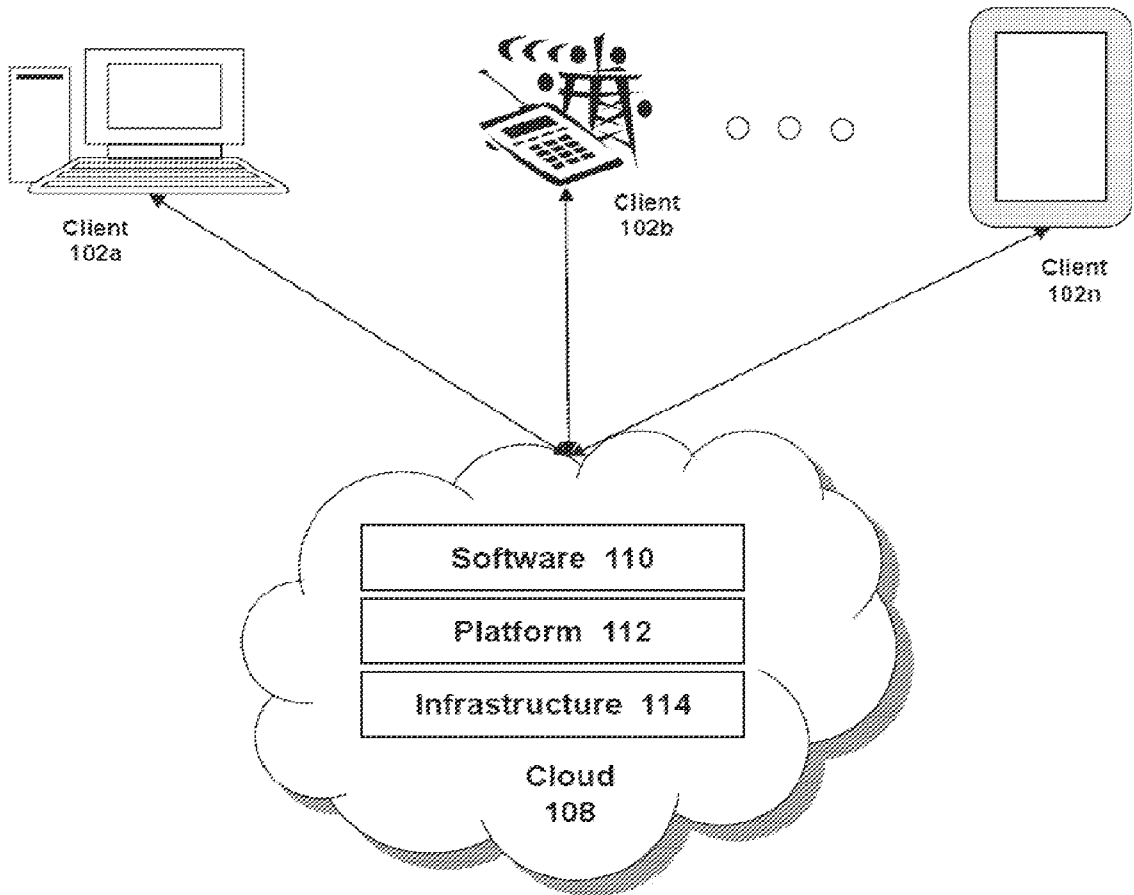 Client
102a
Client
102b
Client
102n
Software 110
Platform 112
Infrastructure 114
Cloud
108